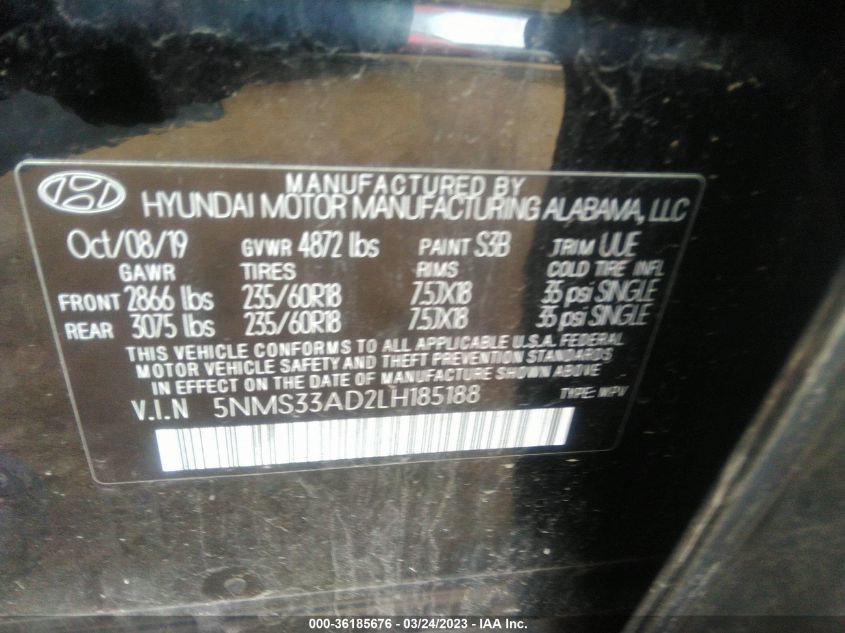 MANUFACTURED BY
HYUNDAI MOTOR MANUFACTURING ALABAMA, LLC
Oct/08/19 GVWR 4872 lbs PAINT S3B TRIM UUE
GAWR TIRES RIMS COLD TIRE INFL
FRONT 2866 lbs 235/60R18 7.5JX18 35 psi SINGLE
REAR 3075 lbs 235/60R18 7.5JX18 35 psi SINGLE
THIS VEHICLE CONFORMS TO ALL APPLICABLE U.S.A. FEDERAL
MOTOR VEHICLE SAFETY AND THEFT PREVENTION STANDARDS
IN EFFECT ON THE DATE OF MANUFACTURE SHOWN ABOVE
V.I.N 5NMS33AD2LH185188 TYPE: MPV
000-36185676 - 03/24/2023 - IAA Inc.